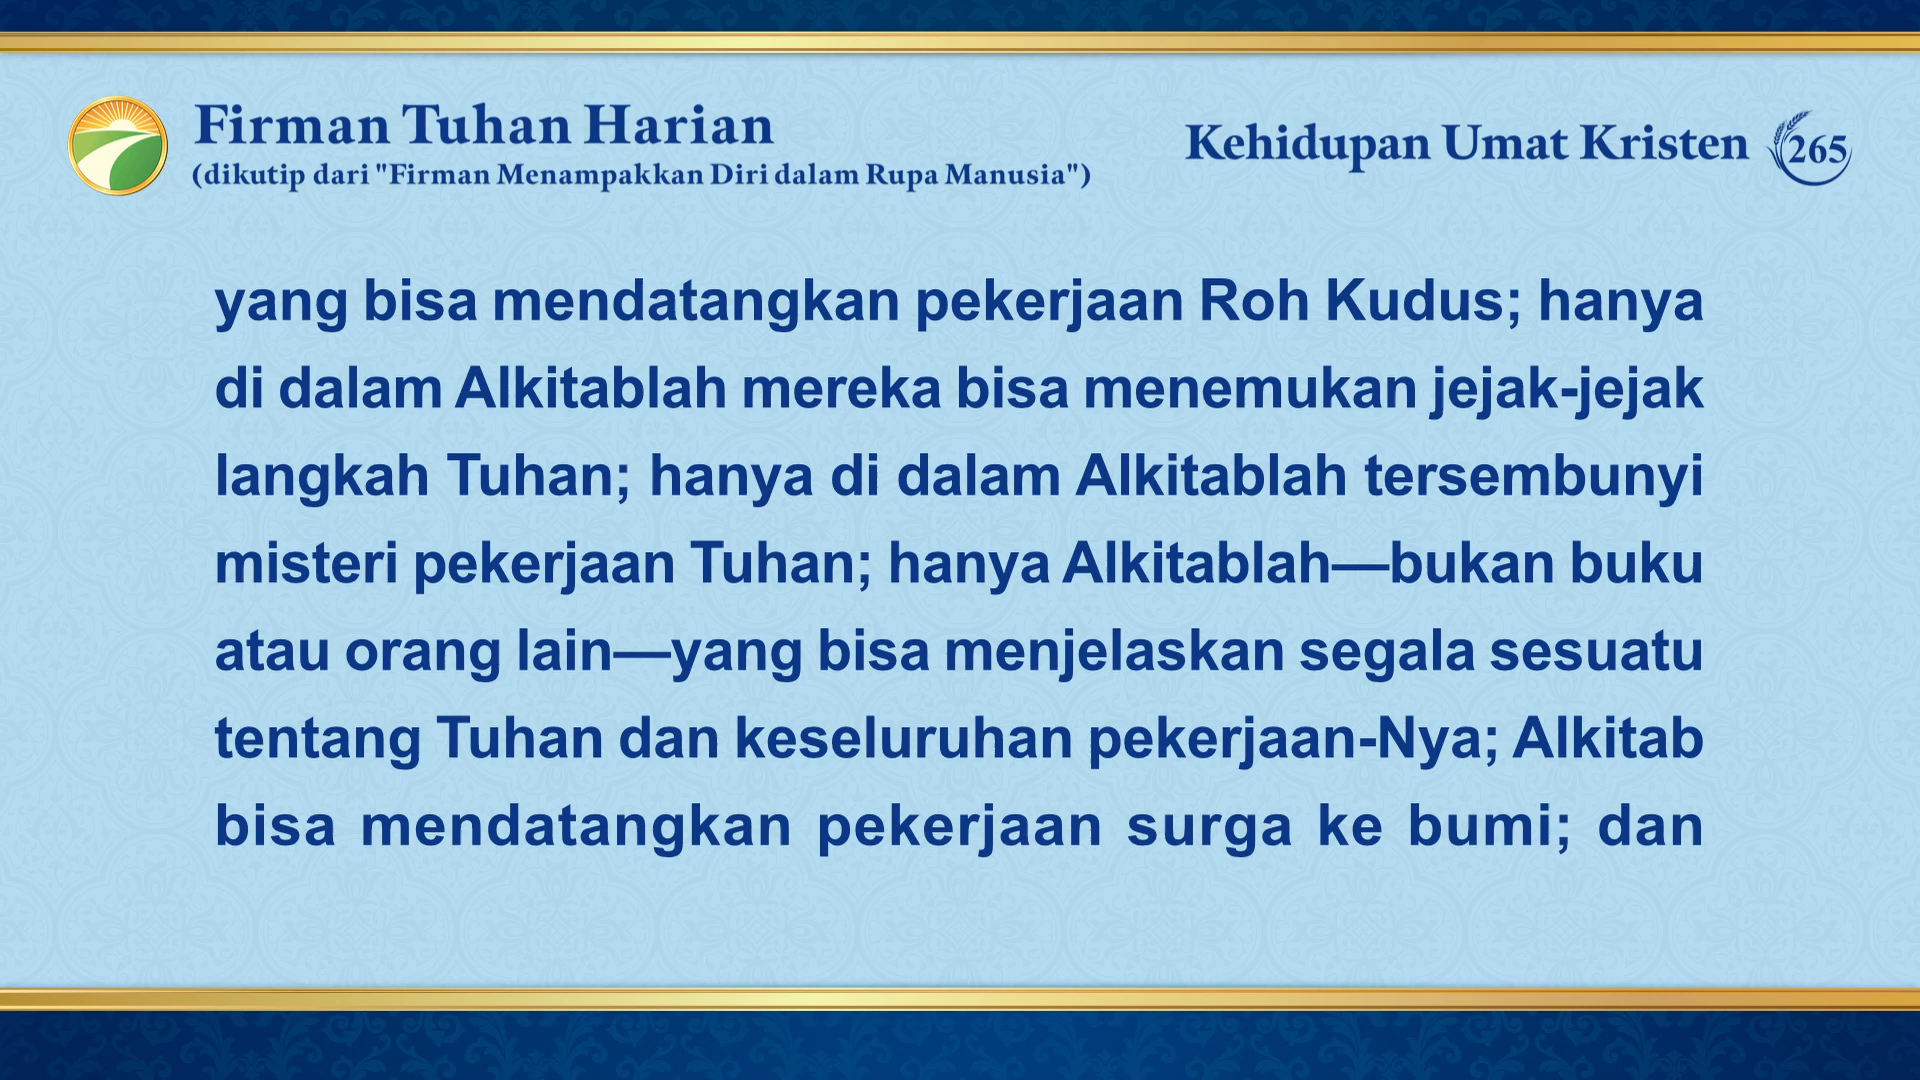 Firman Tuhan Harian
(dikutip dari "Firman Menampakkan Diri dalam Rupa Manusia")
Kehidupan Umat Kristen 265
yang bisa mendatangkan pekerjaan Roh Kudus; hanya
di dalam Alkitablah mereka bisa menemukan jejak-jejak
langkah Tuhan; hanya di dalam Alkitablah tersembunyi
misteri pekerjaan Tuhan; hanya Alkitablah—bukan buku
atau orang lain—yang bisa menjelaskan segala sesuatu
tentang Tuhan dan keseluruhan pekerjaan-Nya; Alkitab
bisa mendatangkan pekerjaan surga ke bumi; dan